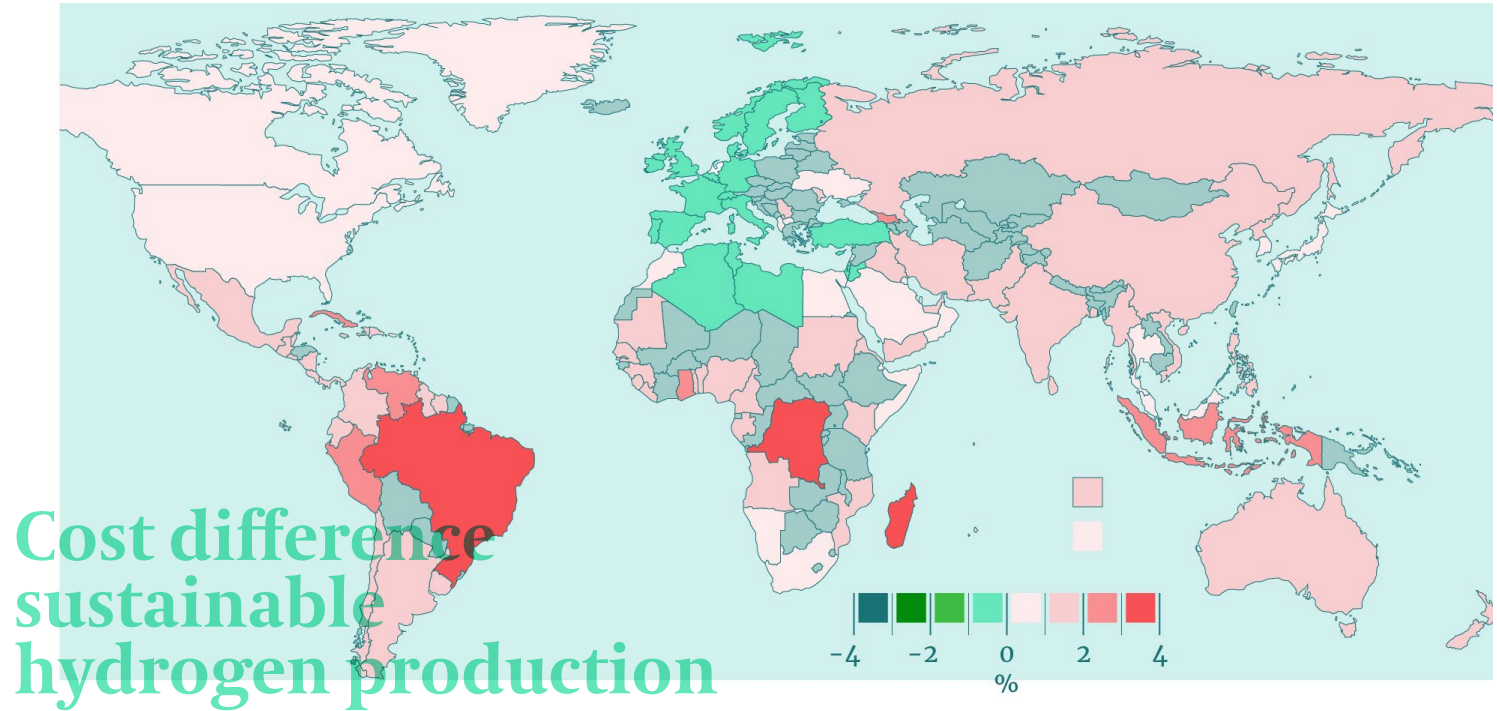 Cost difference
sustainable
hydrogen production
-4 -2 0 2 4
%